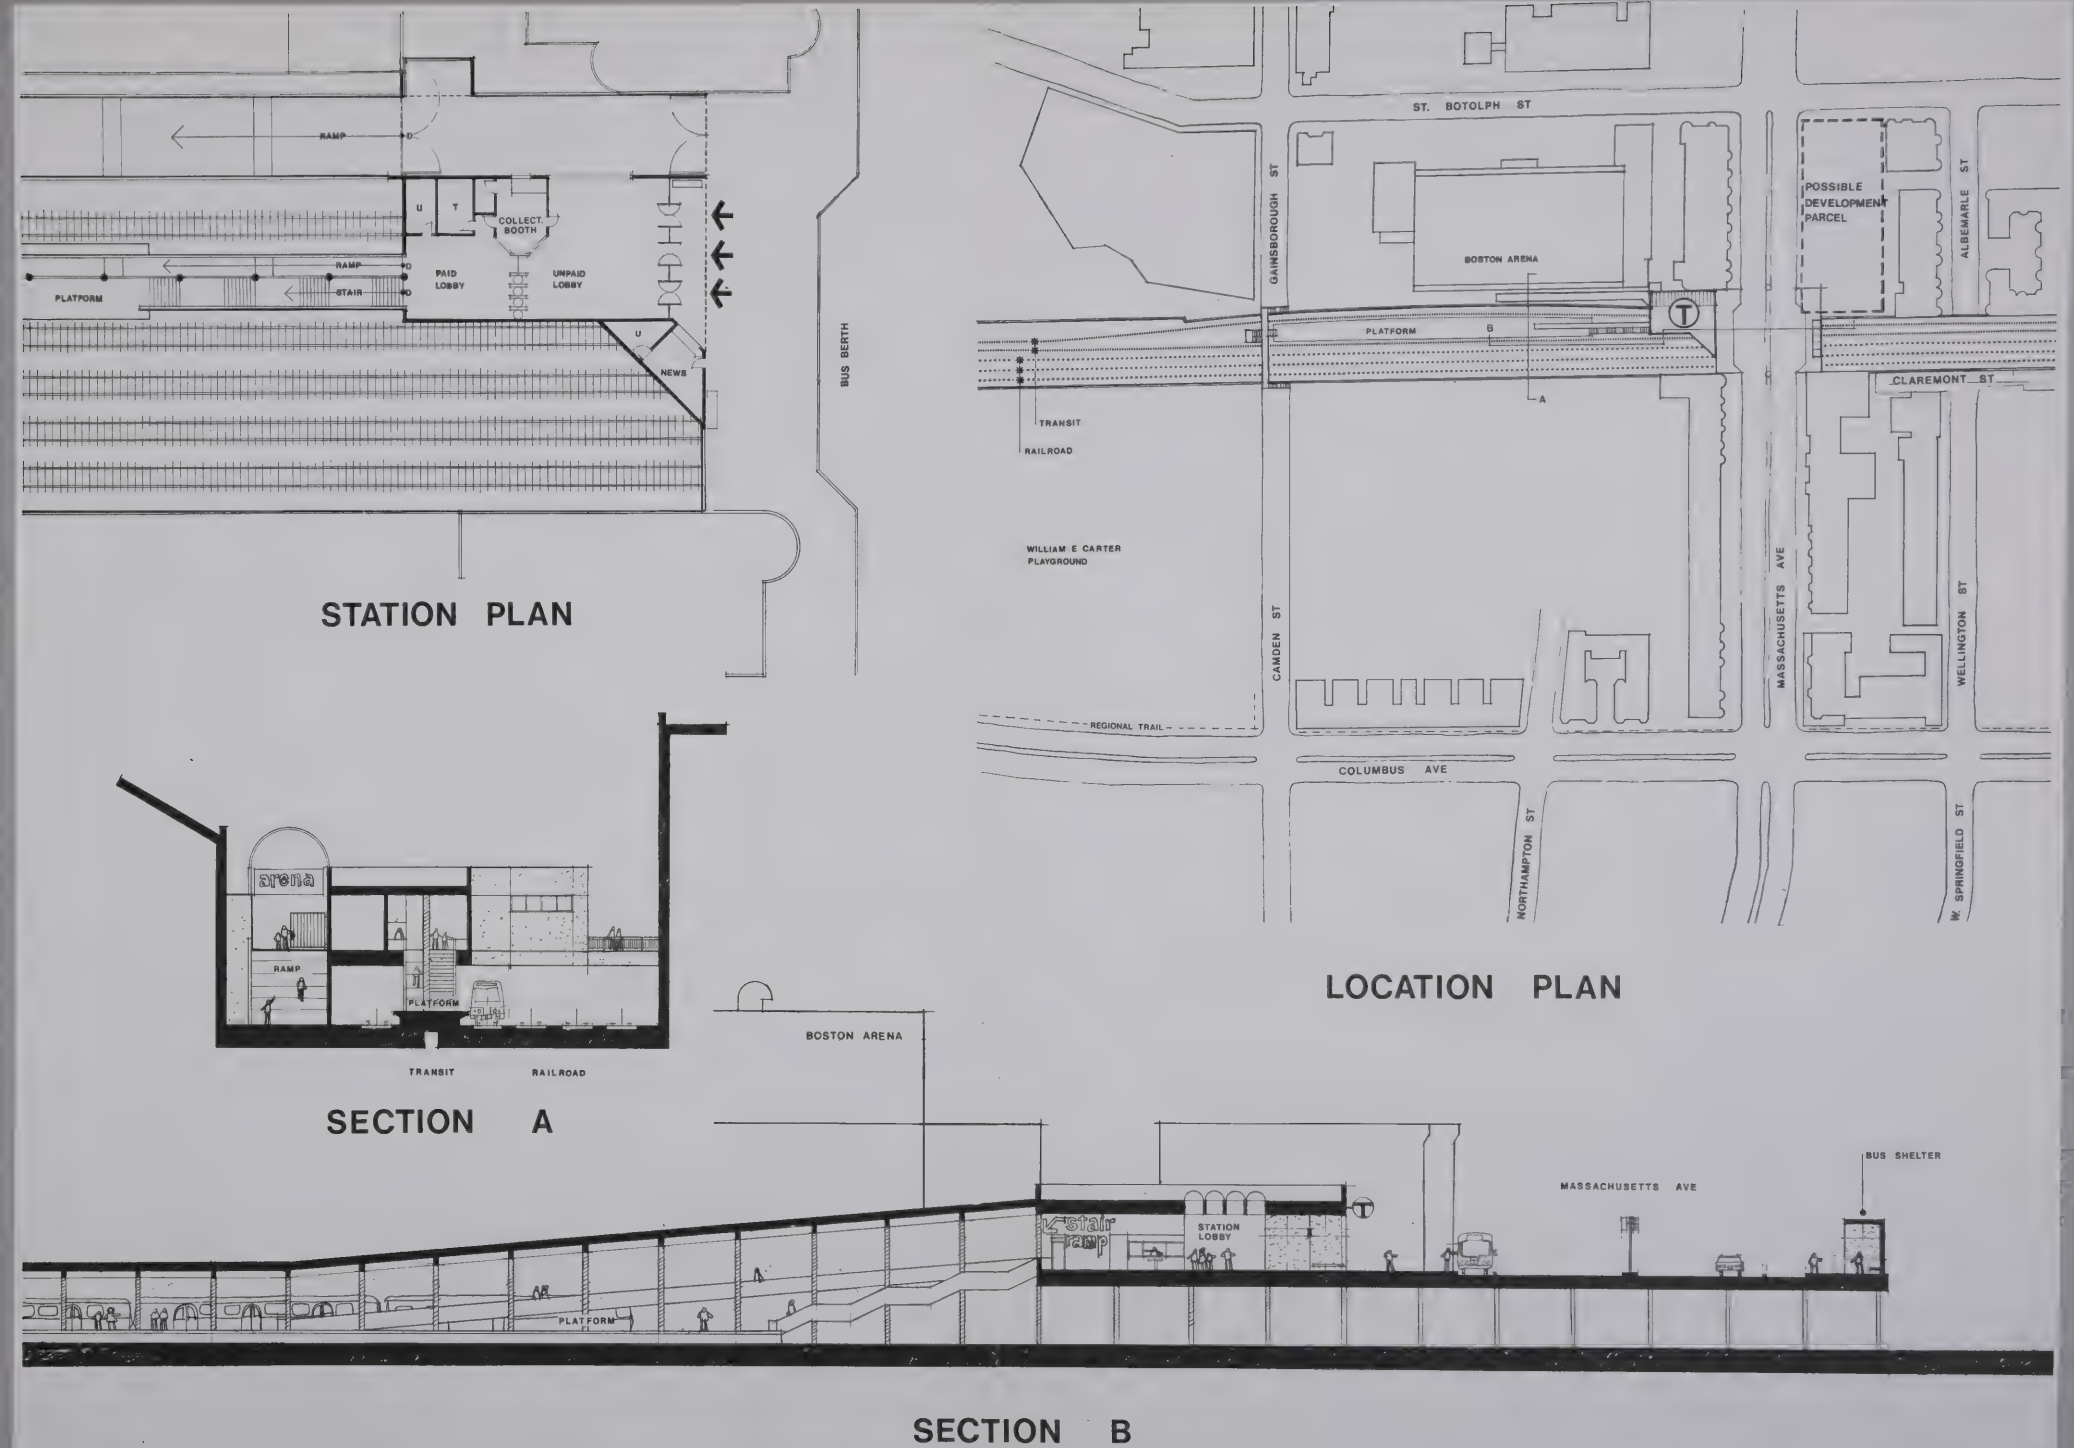 RAMP
D
U
T
COLLECT.
BOOTH
RAMP
D
PAID
LOBBY
UNPAID
LOBBY
STAIR
D
PLATFORM
U
NEWS
BUS BERTH
STATION PLAN
ST. BOTOLPH ST
GAINSBOROUGH ST
POSSIBLE
DEVELOPMENT
PARCEL
ALBEMARLE ST
BOSTON ARENA
T
PLATFORM
B
A
CLAREMONT ST
TRANSIT
RAILROAD
WILLIAM E CARTER
PLAYGROUND
CAMDEN ST
MASSACHUSETTS AVE
WELLINGTON ST
REGIONAL TRAIL
COLUMBUS AVE
NORTHAMPTON ST
W. SPRINGFIELD ST
LOCATION PLAN
arena
RAMP
PLATFORM
TRANSIT
RAILROAD
SECTION A
BOSTON ARENA
BUS SHELTER
MASSACHUSETTS AVE
T
stair
ramp
STATION
LOBBY
PLATFORM
SECTION B